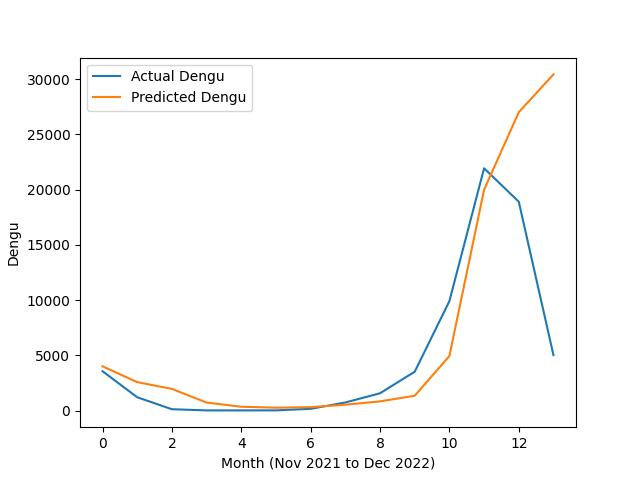 Actual Dengu
Predicted Dengu
30000
25000
20000
15000
10000
5000
0
Dengu
0 2 4 6 8 10 12
Month (Nov 2021 to Dec 2022)